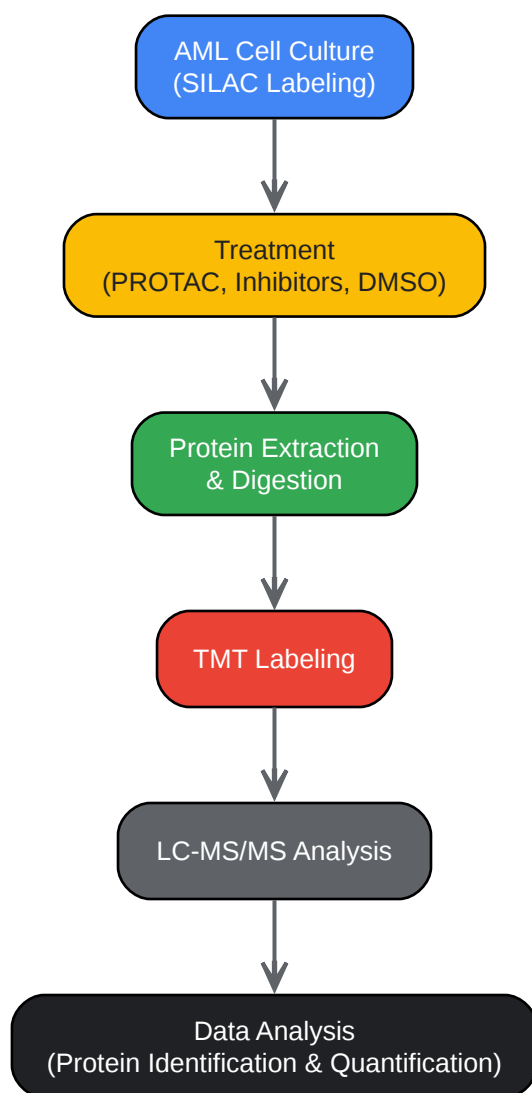 AML Cell Culture
(SILAC Labeling)
Treatment
(PROTAC, Inhibitors, DMSO)
Protein Extraction
& Digestion
TMT Labeling
LC-MS/MS Analysis
Data Analysis
(Protein Identification & Quantification)